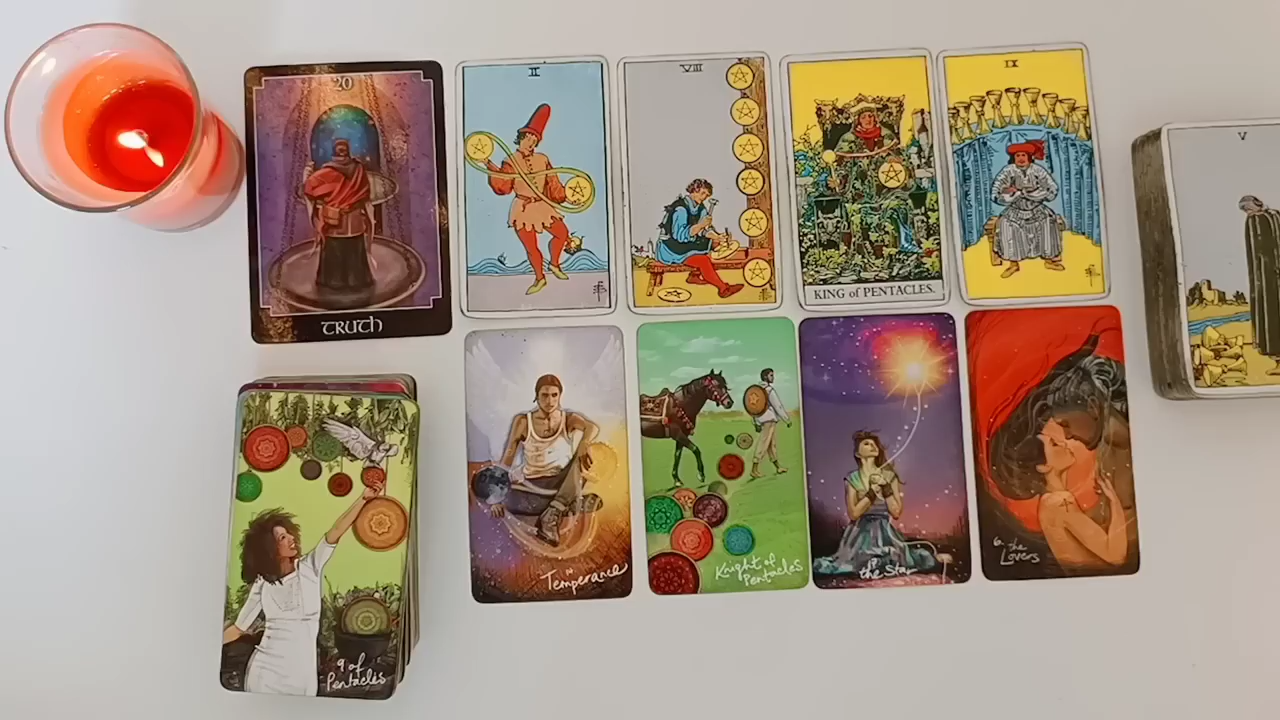 20
TRUTH
II
VIII
KING of PENTACLES.
IX
V
9 of
Pentacles
Temperance
Knight of
Pentacles
the Star
6. the
Lovers